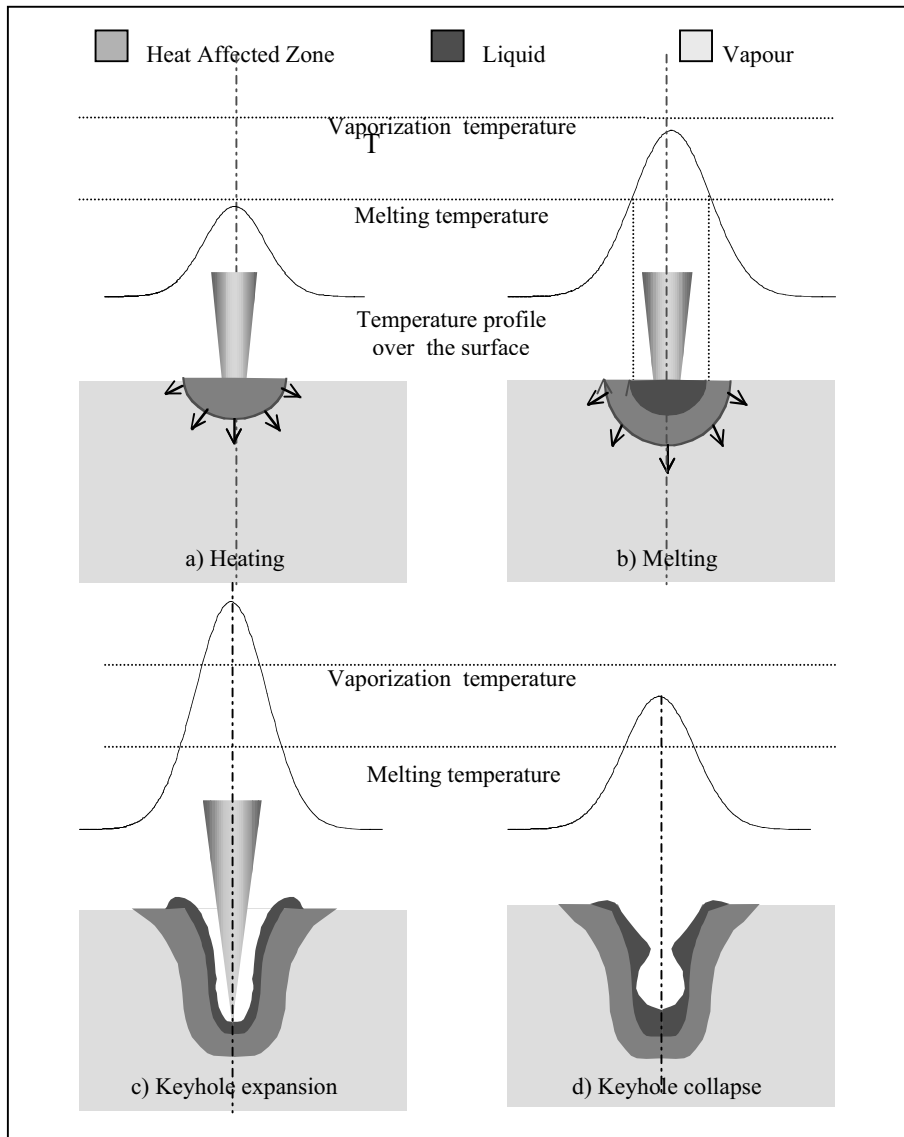 Heat Affected Zone
Liquid
Vapour
Vaporization temperature
T
Melting temperature
Temperature profile
over the surface
a) Heating
b) Melting
Vaporization temperature
Melting temperature
c) Keyhole expansion
d) Keyhole collapse